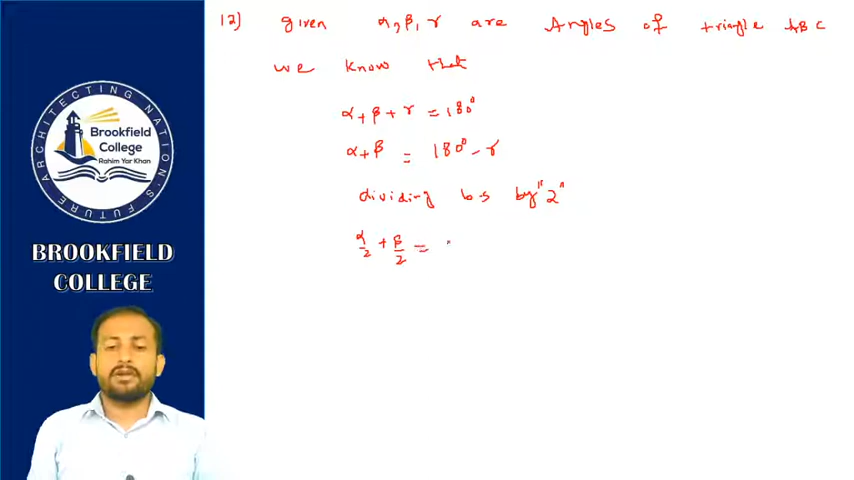 12) given α, β, γ are Angles of triangle ABC
we know that
α + β + γ = 180°
α + β = 180° - γ
dividing b·s by "2"
α/2 + β/2 =
ARCHITECTING NATION'S FUTURE
Brookfield
College
Rahim Yar Khan
BROOKFIELD
COLLEGE